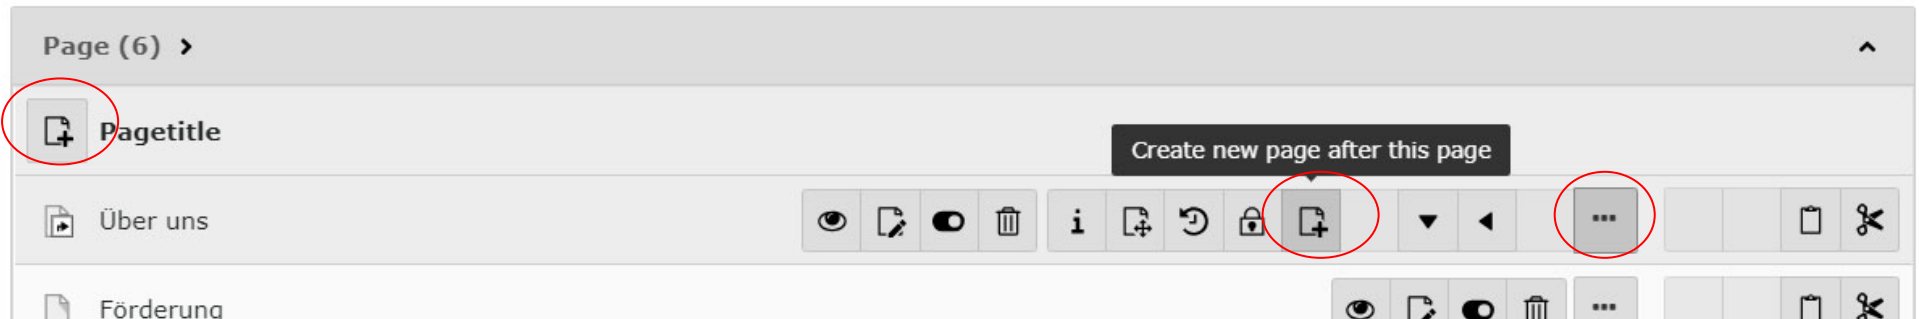 Page (6)
Pagetitle
Create new page after this page
Über uns
Förderung